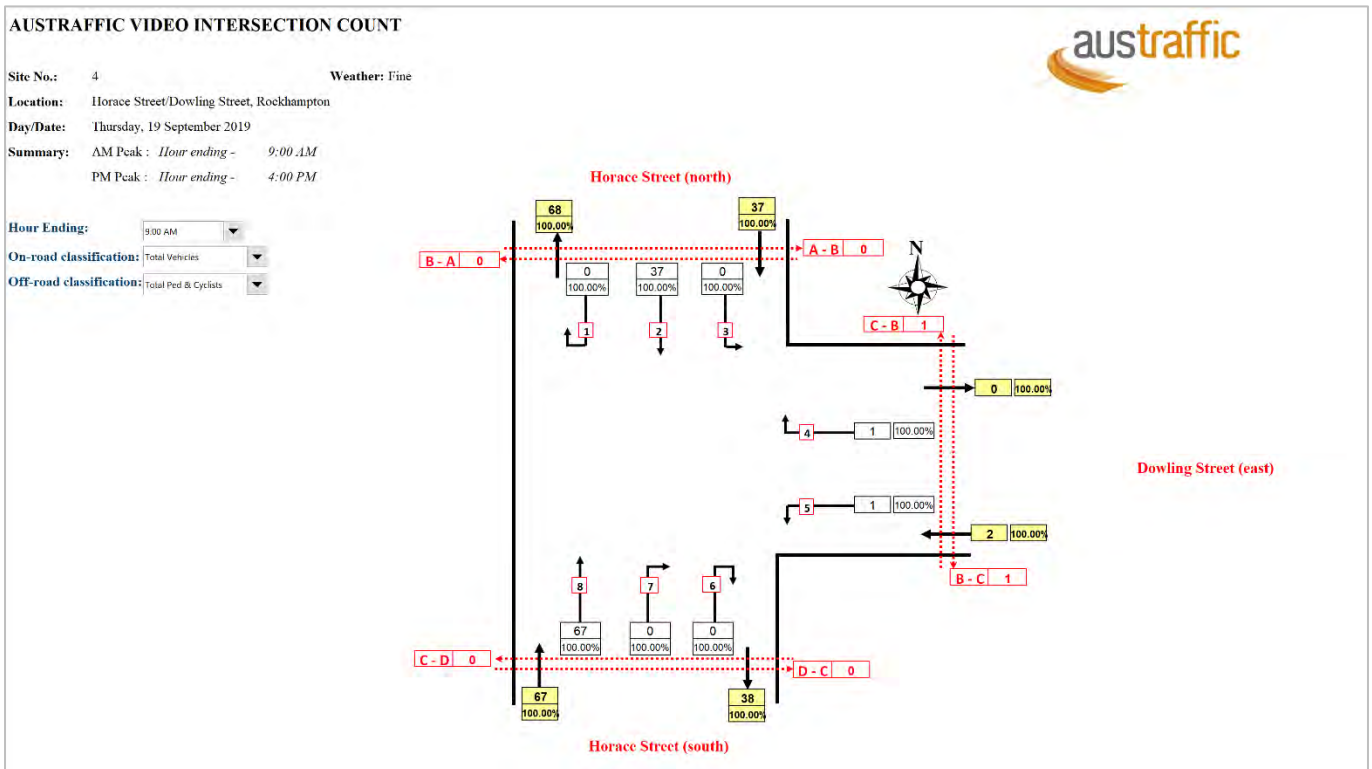 AUSTRAFFIC VIDEO INTERSECTION COUNT
austraffic
Site No.: 4 Weather: Fine
Location: Horace Street/Dowling Street, Rockhampton
Day/Date: Thursday, 19 September 2019
Summary: AM Peak : Hour ending - 9:00 AM
PM Peak : Hour ending - 4:00 PM
Hour Ending: 9:00 AM
On-road classification: Total Vehicles
Off-road classification: Total Ped & Cyclists
Horace Street (north)
68 37
100.00% 100.00%
B - A 0 A - B 0
N
0 37 0
100.00% 100.00% 100.00%
1 2 3
C - B 1
0 100.00%
4 1 100.00%
Dowling Street (east)
5 1 100.00%
2 100.00%
B - C 1
8 7 6
67 0 0
100.00% 100.00% 100.00%
C - D 0 D - C 0
67 38
100.00% 100.00%
Horace Street (south)